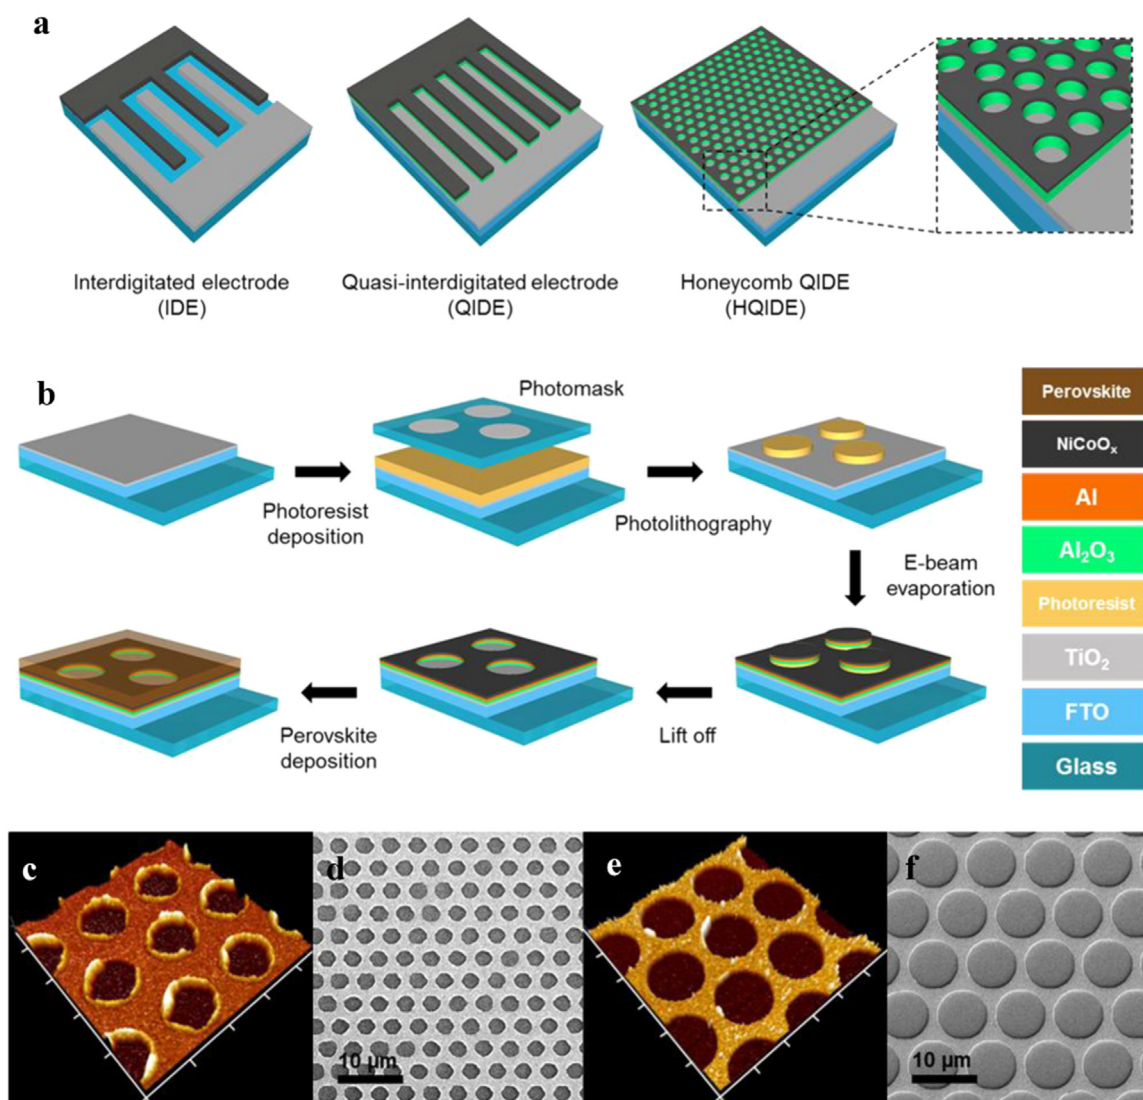 a
Interdigitated electrode
(IDE)
Quasi-interdigitated electrode
(QIDE)
Honeycomb QIDE
(HQIDE)
b
Photomask
Photoresist
deposition
Photolithography
E-beam
evaporation
Lift off
Perovskite
deposition
Perovskite
NiCoOₓ
Al
Al₂O₃
Photoresist
TiO₂
FTO
Glass
c
d
10 μm
e
f
10 μm